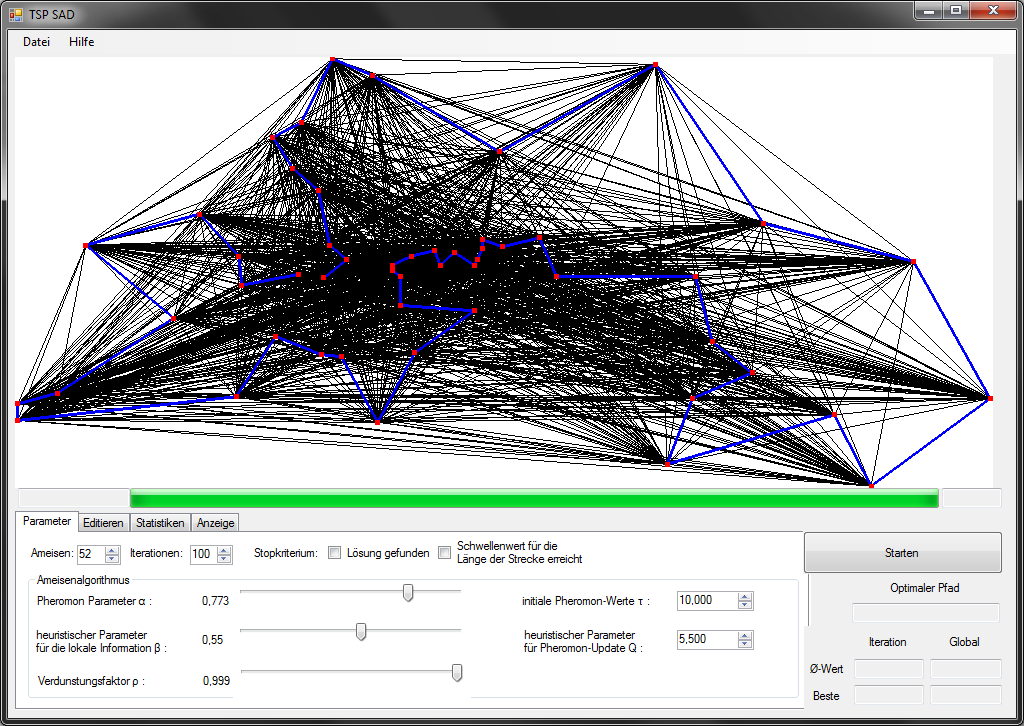 TSP SAD
Datei Hilfe
Parameter Editieren Statistiken Anzeige
Ameisen: 52 Iterationen: 100 Stopkriterium: Lösung gefunden Schwellenwert für die
Länge der Strecke erreicht
Starten
Ameisenalgorithmus
Pheromon Parameter α : 0,773 initiale Pheromon-Werte τ : 10,000
Optimaler Pfad
heuristischer Parameter
für die lokale Information β : 0,55
heuristischer Parameter
für Pheromon-Update Q : 5,500
Iteration Global
Verdunstungsfaktor ρ : 0,999
Ø-Wert
Beste